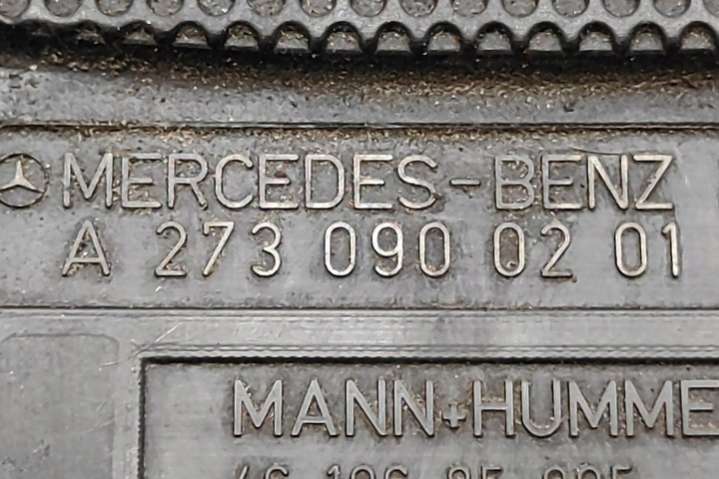 MERCEDES-BENZ
A 273 090 02 01
MANN+HUMME